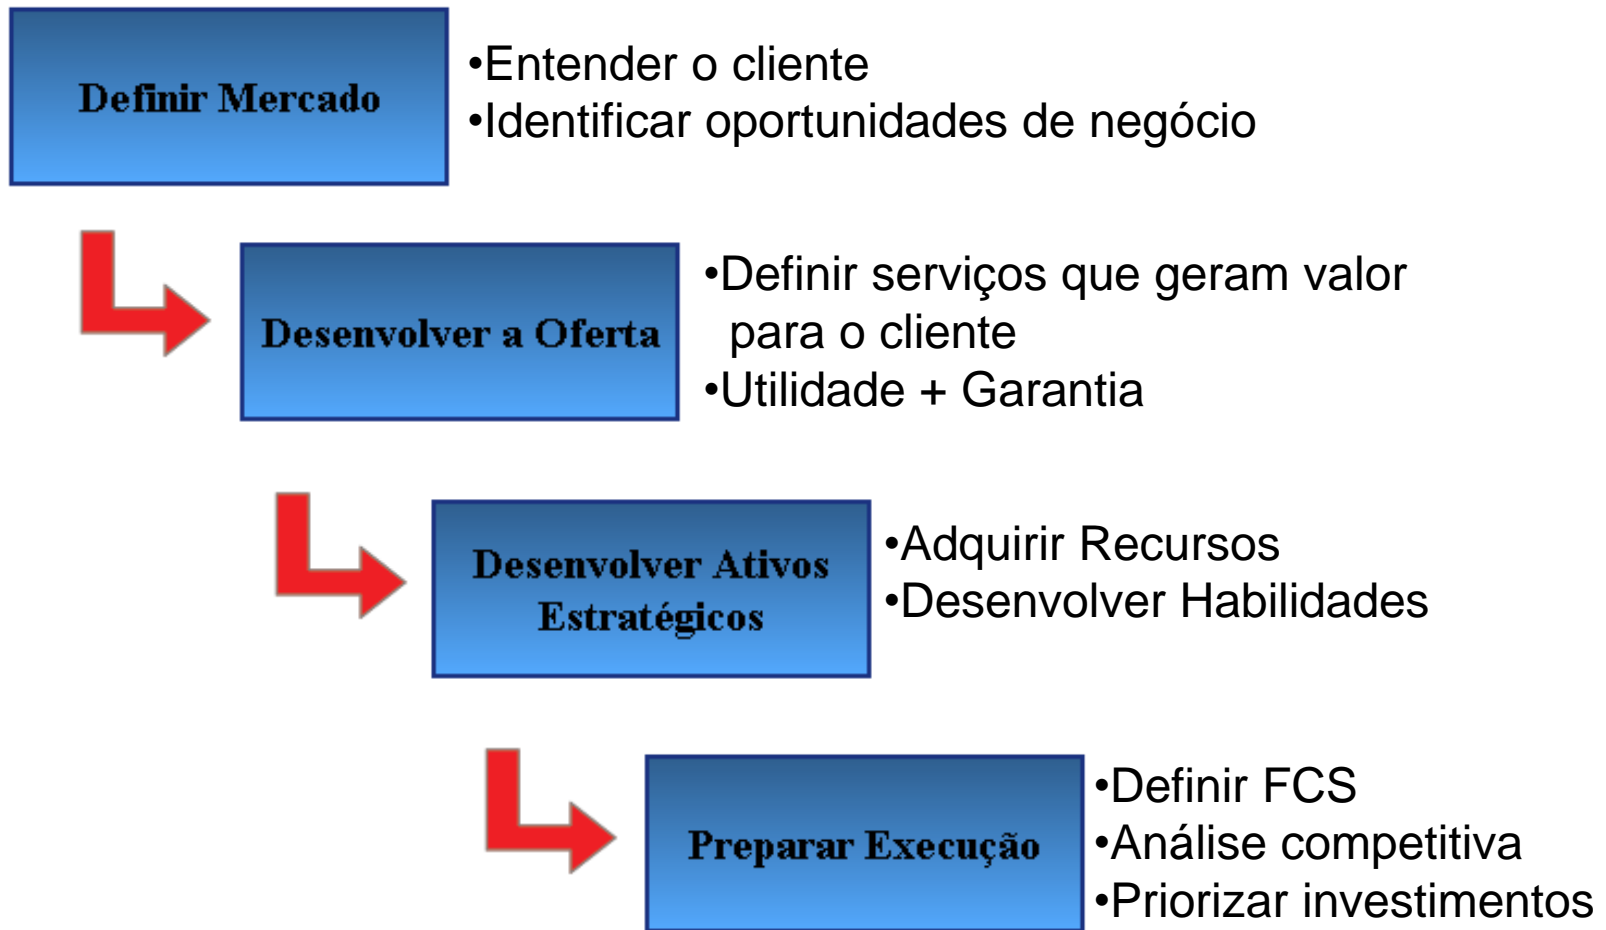 Definir Mercado
•Entender o cliente
•Identificar oportunidades de negócio
Desenvolver a Oferta
•Definir serviços que geram valor
para o cliente
•Utilidade + Garantia
Desenvolver Ativos
Estratégicos
•Adquirir Recursos
•Desenvolver Habilidades
Preparar Execução
•Definir FCS
•Análise competitiva
•Priorizar investimentos